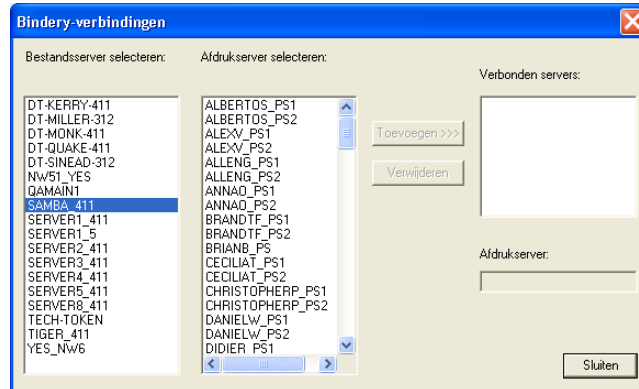 Bindery-verbindingen
Bestandsserver selecteren:
DT-KERRY-411
DT-MILLER-312
DT-MONK-411
DT-QUAKE-411
DT-SINEAD-312
NW51_YES
QAMAIN1
SAMBA_411
SERVER1_411
SERVER1_5
SERVER2_411
SERVER3_411
SERVER4_411
SERVER5_411
SERVER8_411
TECH-TOKEN
TIGER_411
YES_NW6
Afdrukserver selecteren:
ALBERTOS_PS1
ALBERTOS_PS2
ALEXV_PS1
ALEXV_PS2
ALLENG_PS1
ALLENG_PS2
ANNAO_PS1
ANNAO_PS2
BRANDTF_PS1
BRANDTF_PS2
BRIANB_PS
CECILIAT_PS1
CECILIAT_PS2
CHRISTOPHERP_PS1
CHRISTOPHERP_PS2
DANIELW_PS1
DANIELW_PS2
DIDIER_PS1
Toevoegen >>>
Verwijderen
Verbonden servers:
Afdrukserver:
Sluiten